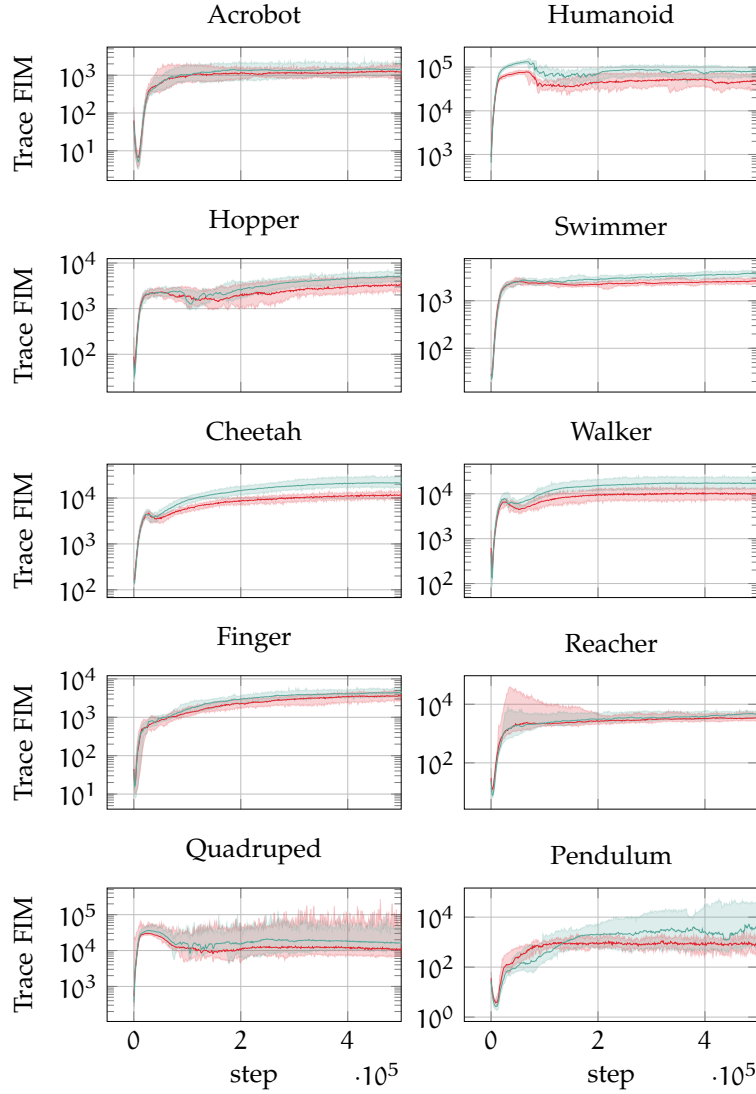 Acrobot Humanoid
Trace FIM
10^3
10^2
10^1
10^5
10^4
10^3
Hopper Swimmer
Trace FIM
10^4
10^3
10^2
10^3
10^2
Cheetah Walker
Trace FIM
10^4
10^3
10^2
10^4
10^3
10^2
Finger Reacher
Trace FIM
10^4
10^3
10^2
10^1
10^4
10^2
Quadruped Pendulum
Trace FIM
10^5
10^4
10^3
10^4
10^2
10^0
0 2 4 0 2 4
step ·10^5 step ·10^5